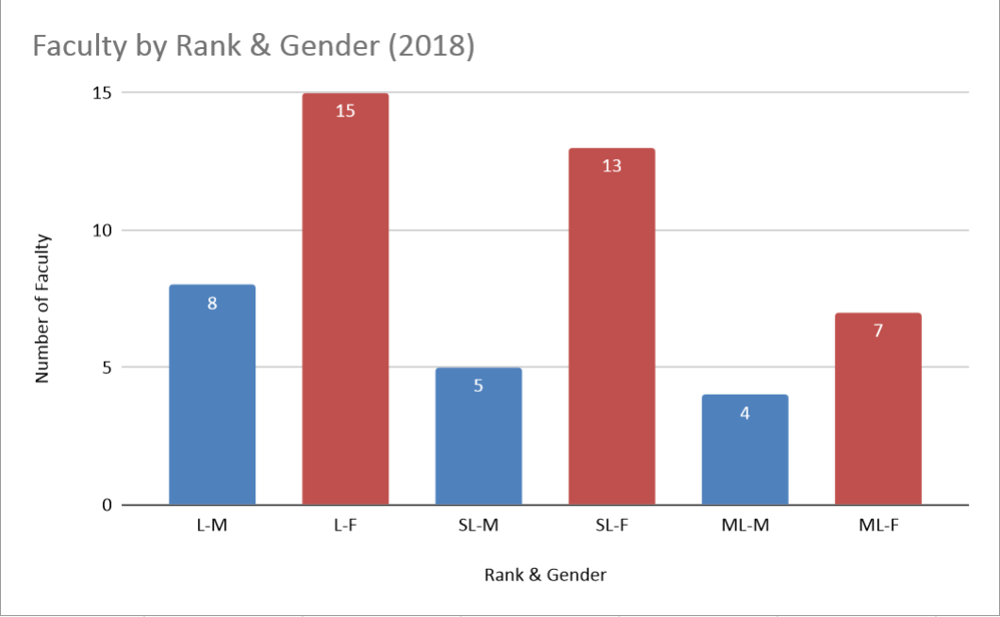 Faculty by Rank & Gender (2018)
Number of Faculty
15
10
5
0
8
15
5
13
4
7
L-M L-F SL-M SL-F ML-M ML-F
Rank & Gender